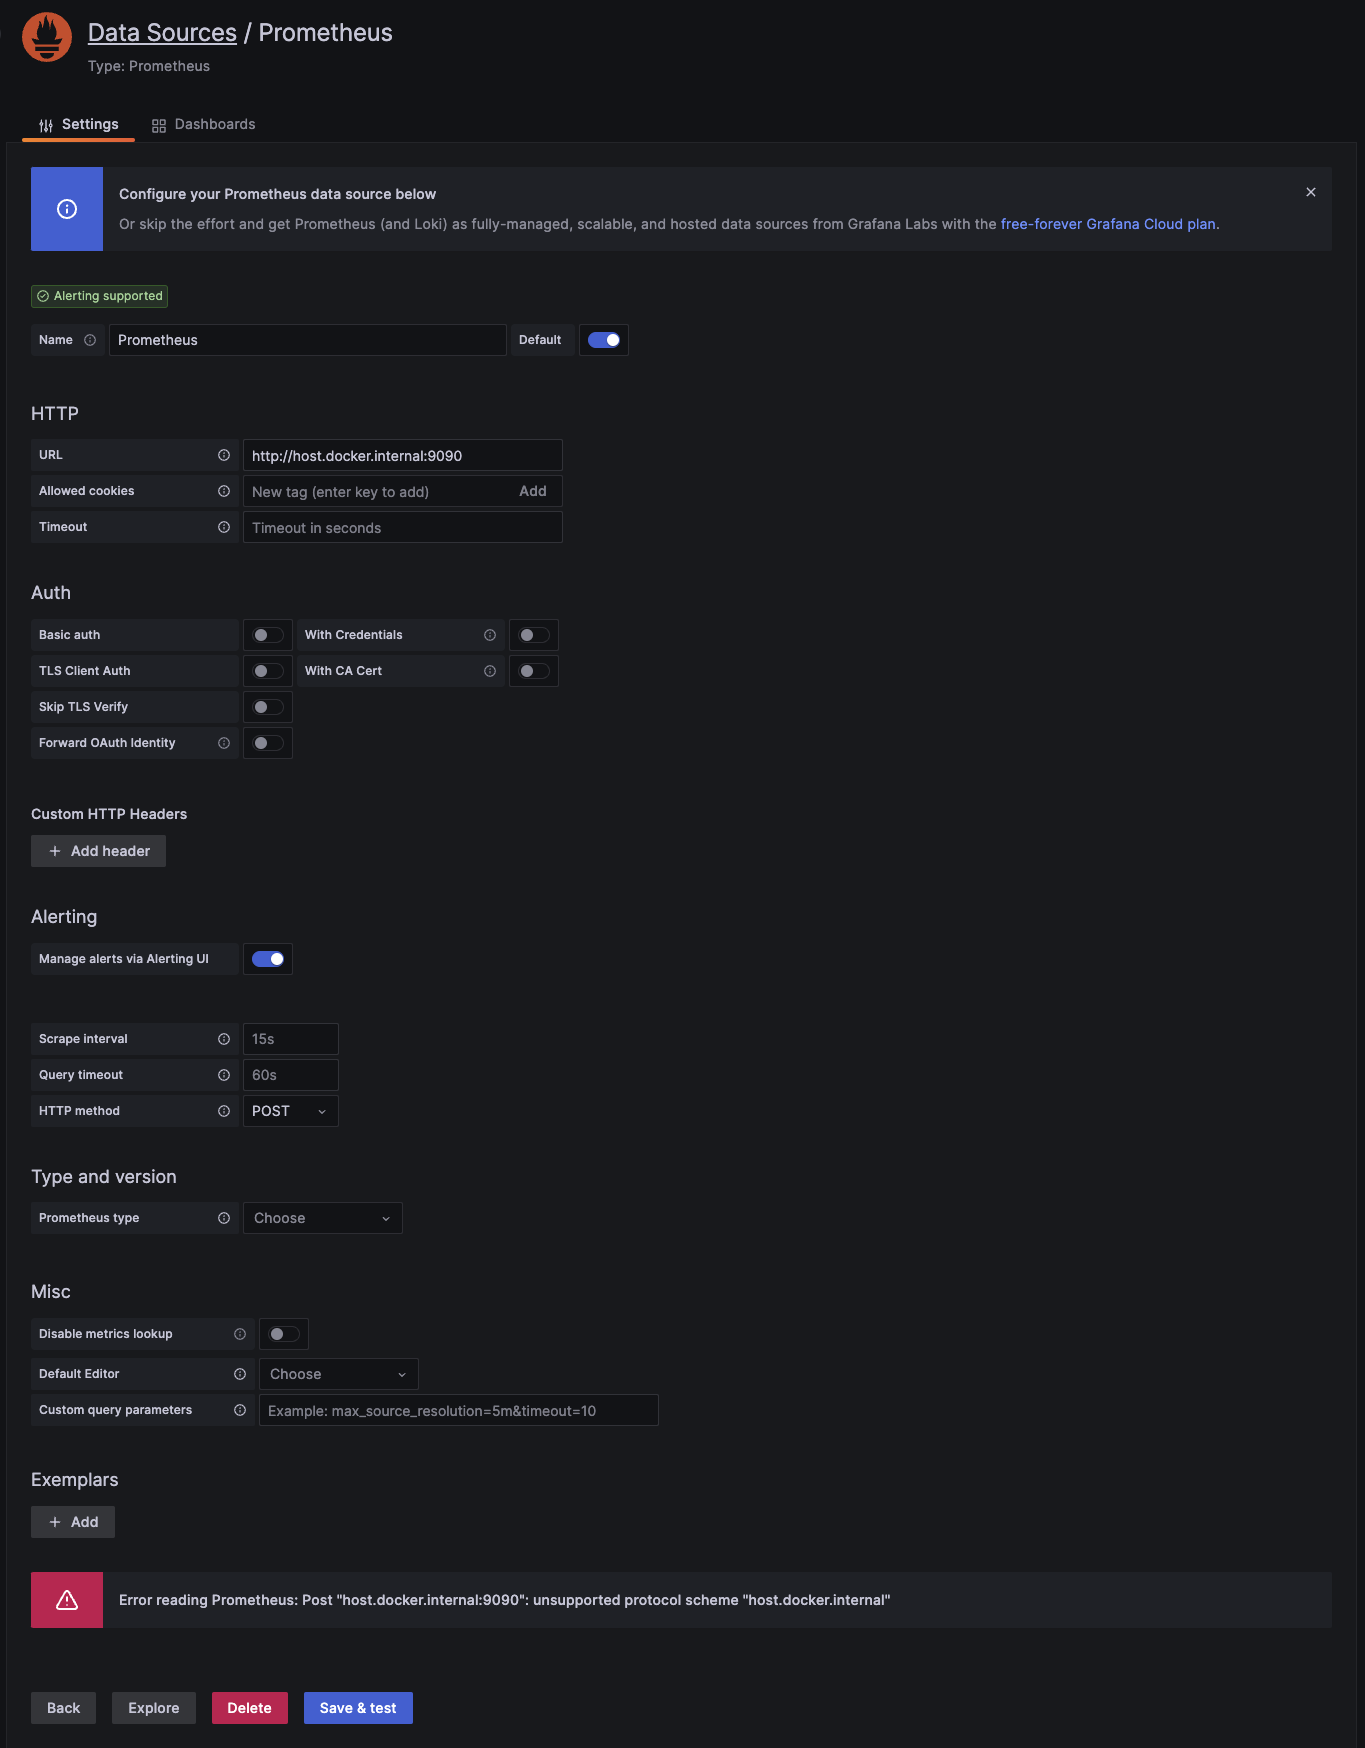 Data Sources / Prometheus
Type: Prometheus
Settings
Dashboards
Configure your Prometheus data source below
Or skip the effort and get Prometheus (and Loki) as fully-managed, scalable, and hosted data sources from Grafana Labs with the free-forever Grafana Cloud plan.
Alerting supported
Name
Prometheus
Default
HTTP
URL
http://host.docker.internal:9090
Allowed cookies
New tag (enter key to add)
Add
Timeout
Timeout in seconds
Auth
Basic auth
With Credentials
TLS Client Auth
With CA Cert
Skip TLS Verify
Forward OAuth Identity
Custom HTTP Headers
Add header
Alerting
Manage alerts via Alerting UI
Scrape interval
15s
Query timeout
60s
HTTP method
POST
Type and version
Prometheus type
Choose
Misc
Disable metrics lookup
Default Editor
Choose
Custom query parameters
Example: max_source_resolution=5m&timeout=10
Exemplars
Add
Error reading Prometheus: Post "host.docker.internal:9090": unsupported protocol scheme "host.docker.internal"
Back
Explore
Delete
Save & test